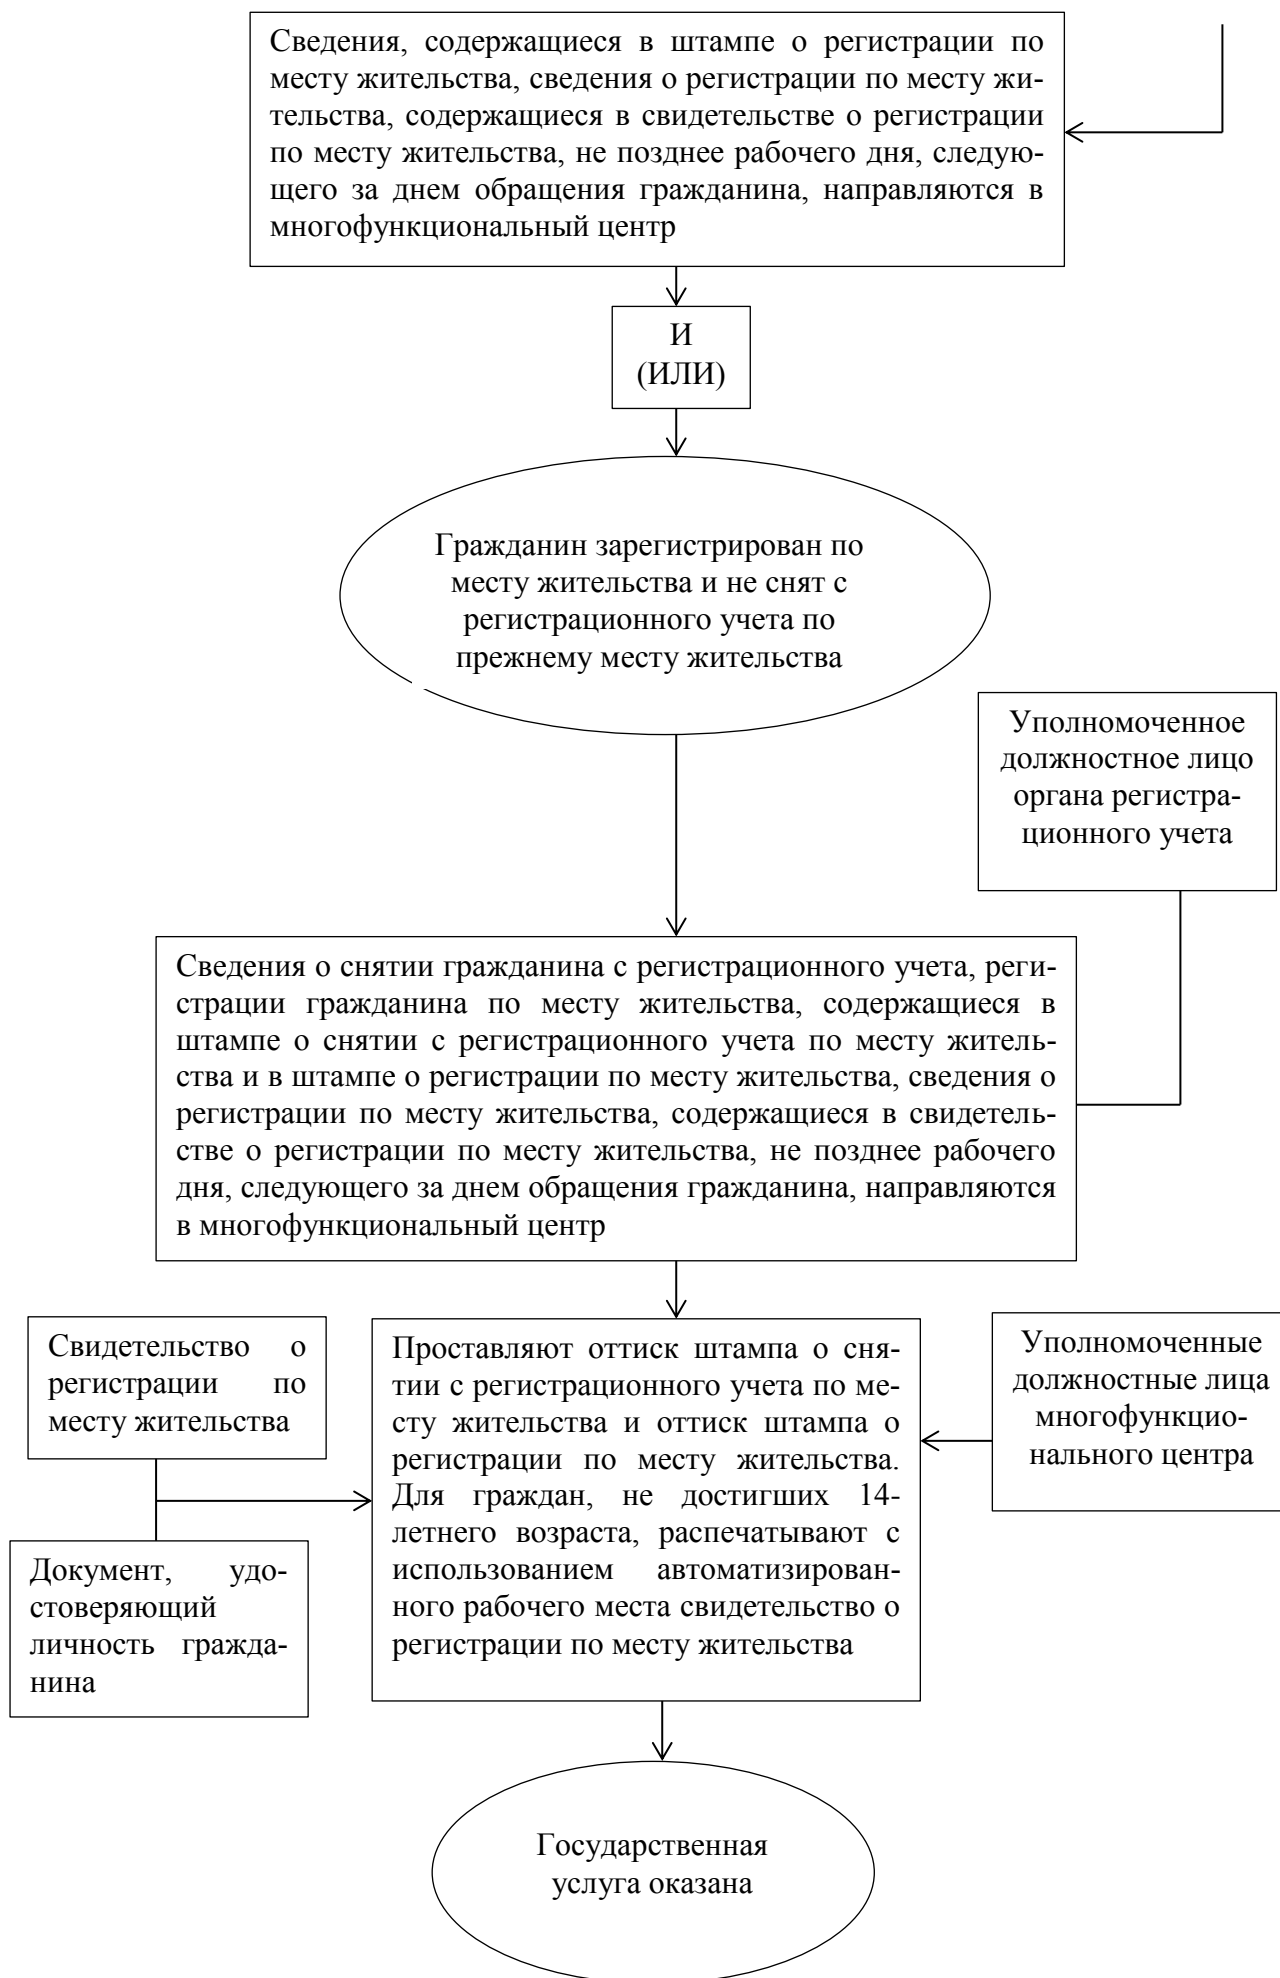 Сведения, содержащиеся в штампе о регистрации по
месту жительства, сведения о регистрации по месту жи-
тельства, содержащиеся в свидетельстве о регистрации
по месту жительства, не позднее рабочего дня, следую-
щего за днем обращения гражданина, направляются в
многофункциональный центр
И
(ИЛИ)
Гражданин зарегистрирован по
месту жительства и не снят с
регистрационного учета по
прежнему месту жительства
Уполномоченное
должностное лицо
органа регистра-
ционного учета
Сведения о снятии гражданина с регистрационного учета, реги-
страции гражданина по месту жительства, содержащиеся в
штампе о снятии с регистрационного учета по месту житель-
ства и в штампе о регистрации по месту жительства, сведения о
регистрации по месту жительства, содержащиеся в свидетель-
стве о регистрации по месту жительства, не позднее рабочего
дня, следующего за днем обращения гражданина, направляются
в многофункциональный центр
Свидетельство о
регистрации по
месту жительства
Документ, удо-
стоверяющий
личность гражда-
нина
Проставляют оттиск штампа о сня-
тии с регистрационного учета по ме-
сту жительства и оттиск штампа о
регистрации по месту жительства.
Для граждан, не достигших 14-
летнего возраста, распечатывают с
использованием автоматизирован-
ного рабочего места свидетельство о
регистрации по месту жительства
Уполномоченные
должностные лица
многофункцио-
нального центра
Государственная
услуга оказана